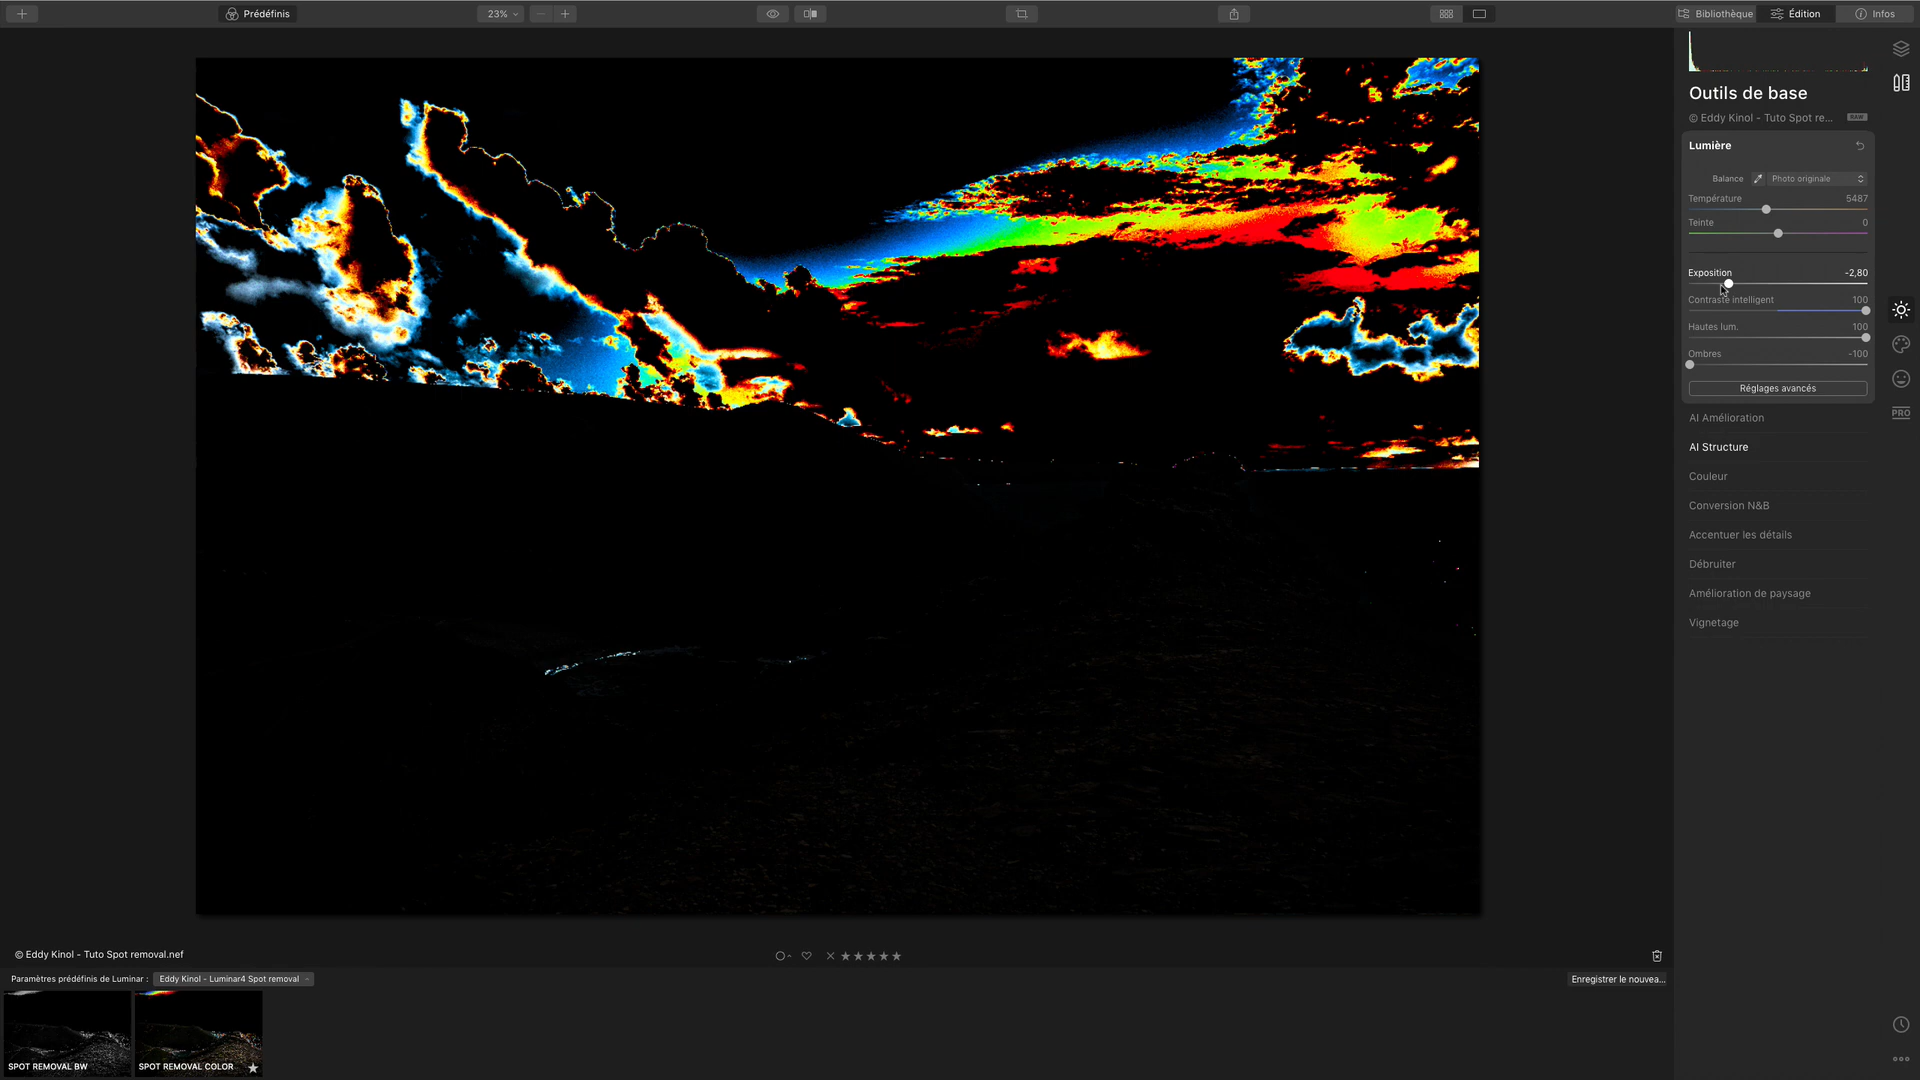 Prédéfinis
23%
Bibliothèque
Édition
Infos
Outils de base
© Eddy Kinol - Tuto Spot re...
RAW
Lumière
Balance
Photo originale
Température 5487
Teinte 0
Exposition -2,80
Contraste intelligent 100
Hautes lum. 100
Ombres -100
Réglages avancés
PRO
AI Amélioration
AI Structure
Couleur
Conversion N&B
Accentuer les détails
Débruiter
Amélioration de paysage
Vignetage
© Eddy Kinol - Tuto Spot removal.nef
Paramètres prédéfinis de Luminar :
Eddy Kinol - Luminar4 Spot removal
Enregistrer le nouvea...
SPOT REMOVAL BW
SPOT REMOVAL COLOR